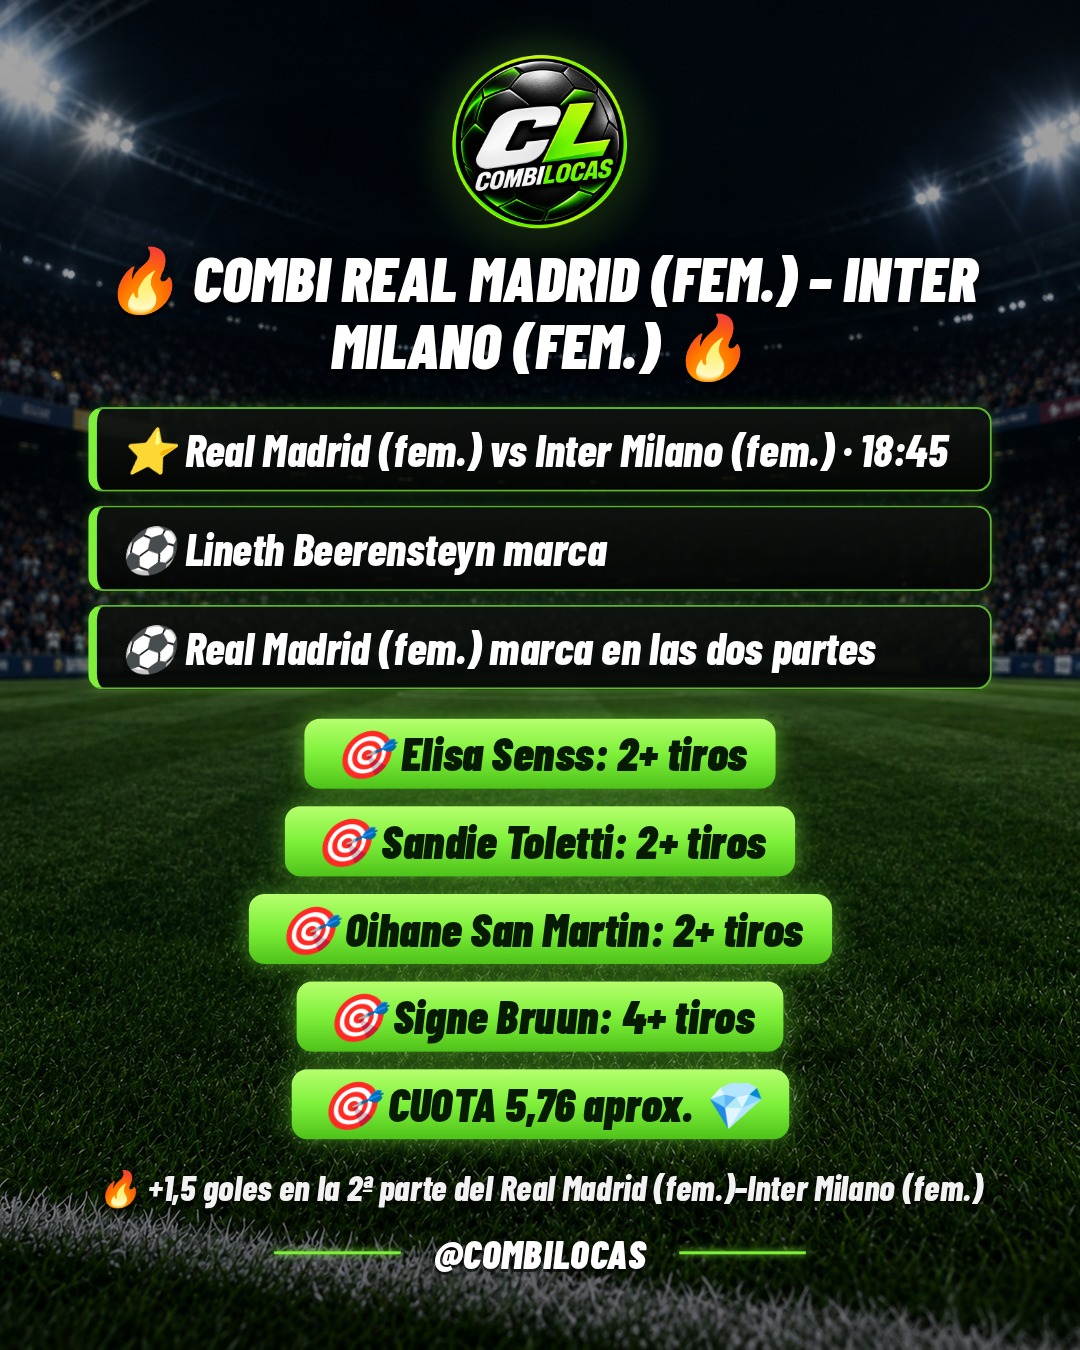 CL
COMBILOCAS
🔥 COMBI REAL MADRID (FEM.) - INTER
MILANO (FEM.) 🔥
⭐ Real Madrid (fem.) vs Inter Milano (fem.) · 18:45
⚽ Lineth Beerensteyn marca
⚽ Real Madrid (fem.) marca en las dos partes
🎯 Elisa Senss: 2+ tiros
🎯 Sandie Toletti: 2+ tiros
🎯 Oihane San Martin: 2+ tiros
🎯 Signe Bruun: 4+ tiros
🎯 CUOTA 5,76 aprox. 💎
🔥 +1,5 goles en la 2ª parte del Real Madrid (fem.)-Inter Milano (fem.)
@COMBILOCAS